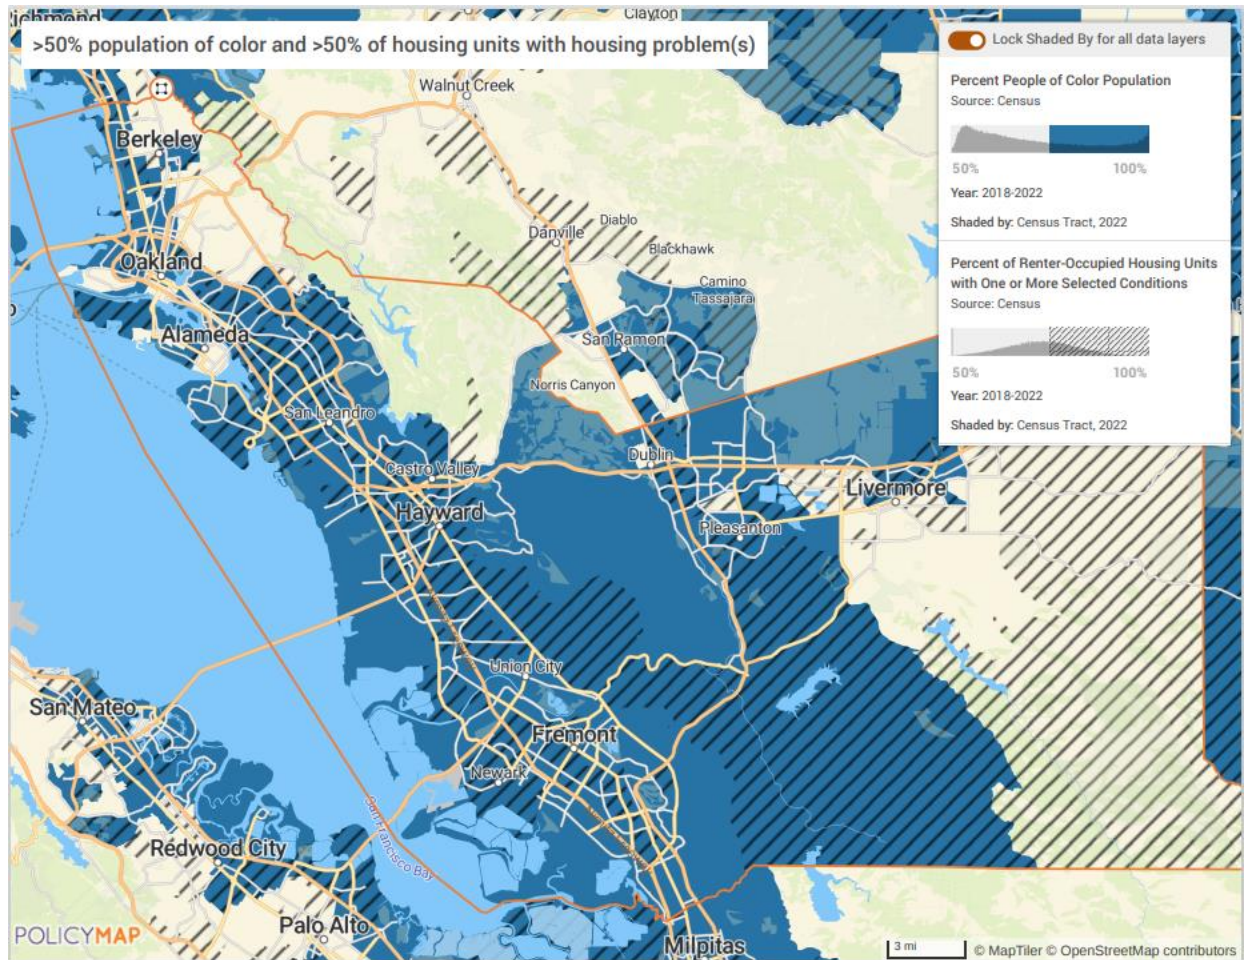 Richmond
Clayton
>50% population of color and >50% of housing units with housing problem(s)
Lock Shaded By for all data layers
Percent People of Color Population
Source: Census
50% 100%
Year: 2018-2022
Shaded by: Census Tract, 2022
Percent of Renter-Occupied Housing Units
with One or More Selected Conditions
Source: Census
50% 100%
Year: 2018-2022
Shaded by: Census Tract, 2022
Walnut Creek
Berkeley
Diablo
Danville
Blackhawk
Oakland
Camino
Tassajara
Alameda
San Ramon
Norris Canyon
San Leandro
Dublin
Castro Valley
Livermore
Hayward
Pleasanton
Union City
San Mateo
Fremont
Newark
San Francisco Bay
Redwood City
Palo Alto
Milpitas
POLICYMAP
3 mi
© MapTiler © OpenStreetMap contributors